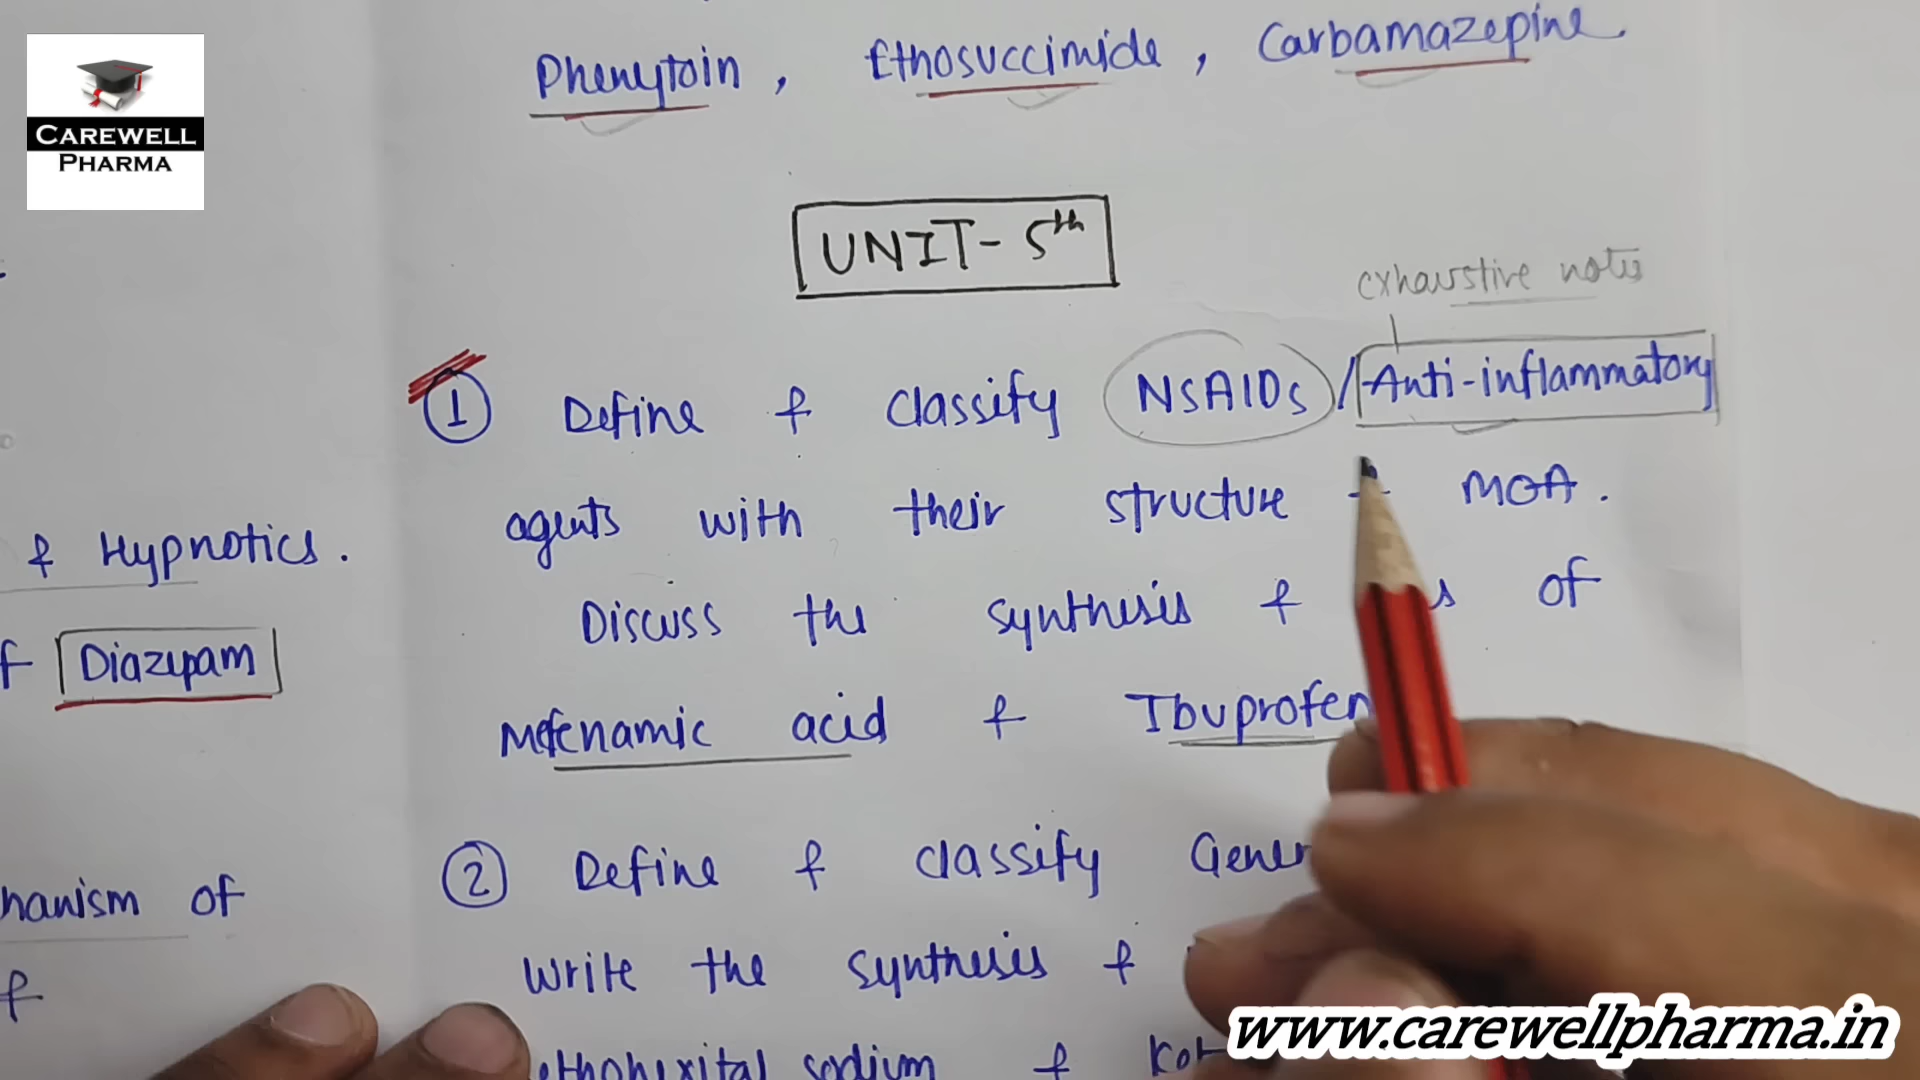 CAREWELL
PHARMA
Phenytoin, Ethosuccimide, Carbamazepine.
UNIT-5th
exhaustive notes
① Define & classify NSAIDs / Anti-inflammatory
agents with their structure MOA.
Discuss the synthesis & of
Mefenamic acid & Ibuprofen
② Define & classify
Write the synthesis &
sodium &
& Hypnotics.
Diazepam
of
&
www.carewellpharma.in